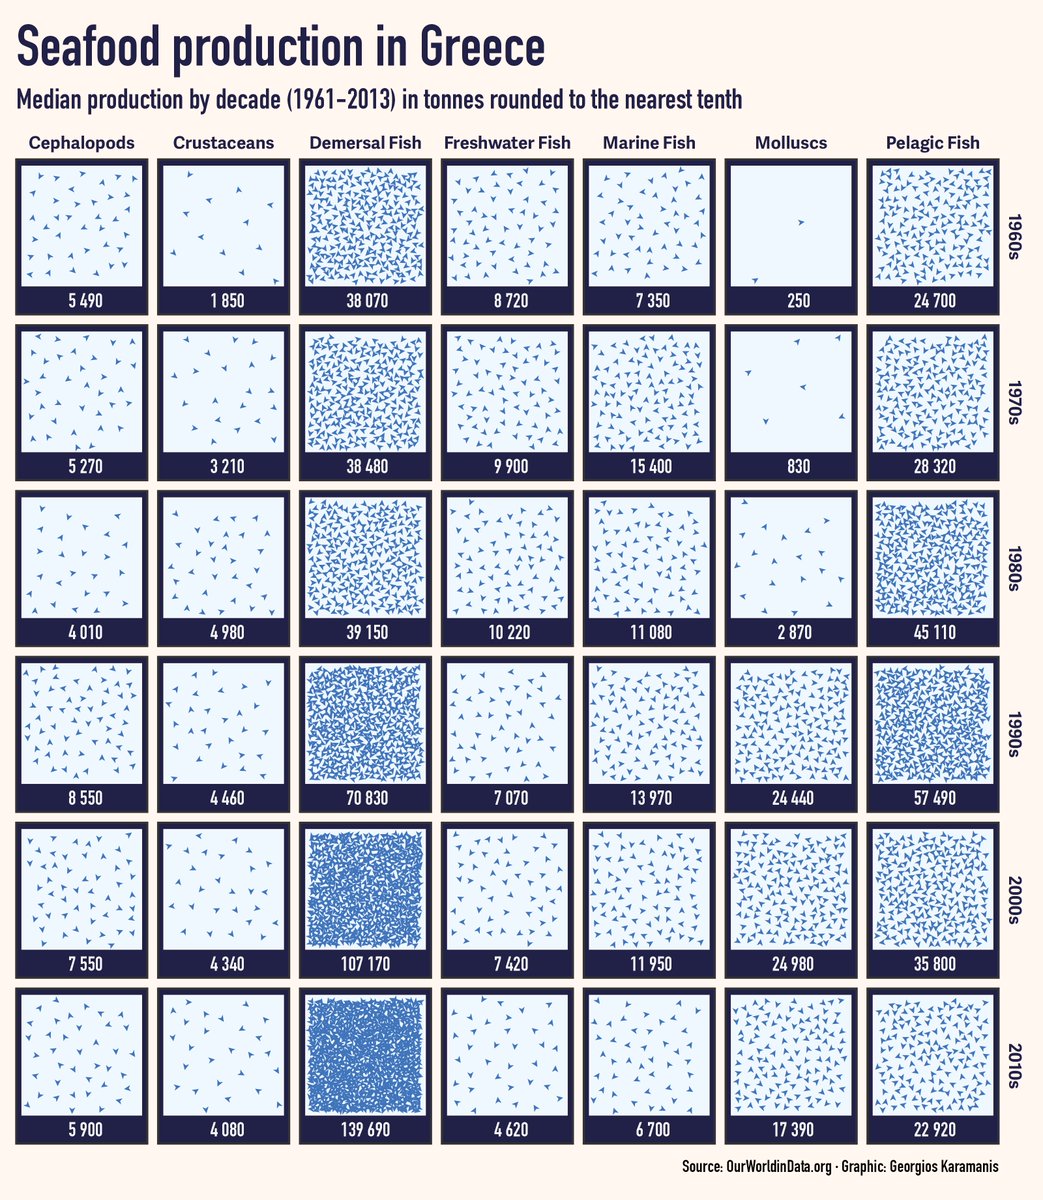 Seafood production in Greece
Median production by decade (1961-2013) in tonnes rounded to the nearest tenth
Cephalopods Crustaceans Demersal Fish Freshwater Fish Marine Fish Molluscs Pelagic Fish
1960s
5 490 1 850 38 070 8 720 7 350 250 24 700
1970s
5 270 3 210 38 480 9 900 15 400 830 28 320
1980s
4 010 4 980 39 150 10 220 11 080 2 870 45 110
1990s
8 550 4 460 70 830 7 070 13 970 24 440 57 490
2000s
7 550 4 340 107 170 7 420 11 950 24 980 35 800
2010s
5 900 4 080 139 690 4 620 6 700 17 390 22 920
Source: OurWorldinData.org · Graphic: Georgios Karamanis